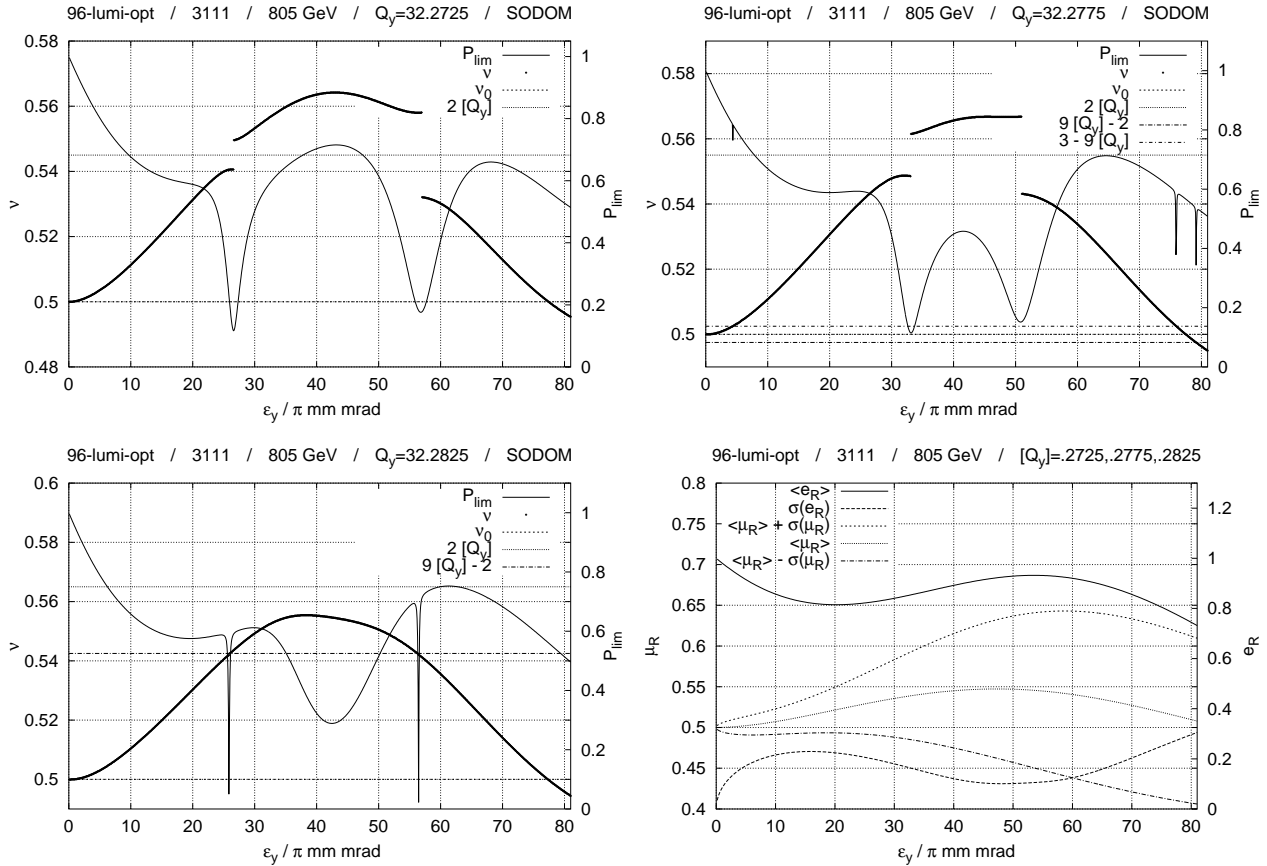 96-lumi-opt / 3111 / 805 GeV / Q_y=32.2725 / SODOM
P_lim
ν
ν_0
2 [Q_y]
0.58
0.56
0.54
0.52
0.5
0.48
ν
1
0.8
0.6
0.4
0.2
0
P_lim
0 10 20 30 40 50 60 70 80
ε_y / π mm mrad
96-lumi-opt / 3111 / 805 GeV / Q_y=32.2775 / SODOM
P_lim
ν
ν_0
2 [Q_y]
9 [Q_y] - 2
3 - 9 [Q_y]
0.58
0.56
0.54
0.52
0.5
ν
1
0.8
0.6
0.4
0.2
0
P_lim
0 10 20 30 40 50 60 70 80
ε_y / π mm mrad
96-lumi-opt / 3111 / 805 GeV / Q_y=32.2825 / SODOM
P_lim
ν
ν_0
2 [Q_y]
9 [Q_y] - 2
0.6
0.58
0.56
0.54
0.52
0.5
ν
1
0.8
0.6
0.4
0.2
0
P_lim
0 10 20 30 40 50 60 70 80
ε_y / π mm mrad
96-lumi-opt / 3111 / 805 GeV / [Q_y]=.2725,.2775,.2825
<e_R>
σ(e_R)
<μ_R> + σ(μ_R)
<μ_R>
<μ_R> - σ(μ_R)
0.8
0.75
0.7
0.65
0.6
0.55
0.5
0.45
0.4
μ_R
1.2
1
0.8
0.6
0.4
0.2
0
e_R
0 10 20 30 40 50 60 70 80
ε_y / π mm mrad